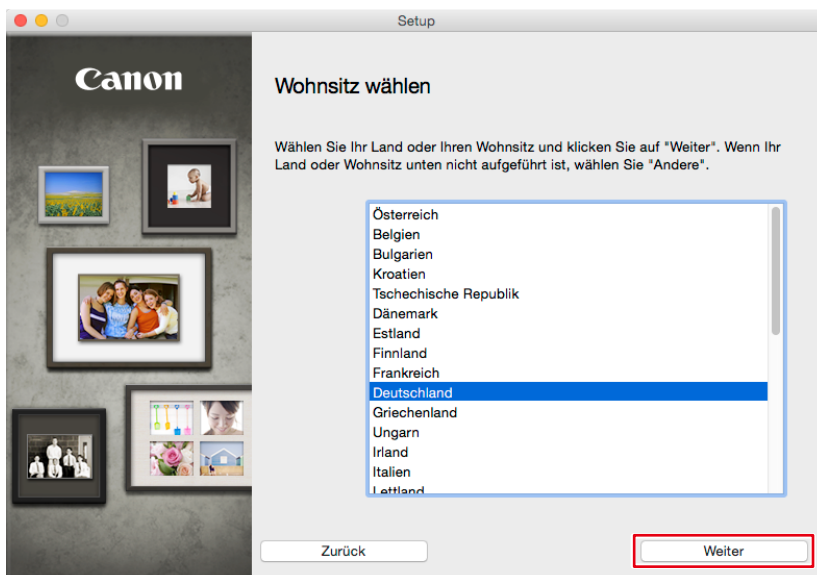 Setup
Canon
Wohnsitz wählen
Wählen Sie Ihr Land oder Ihren Wohnsitz und klicken Sie auf "Weiter". Wenn Ihr
Land oder Wohnsitz unten nicht aufgeführt ist, wählen Sie "Andere".
Österreich
Belgien
Bulgarien
Kroatien
Tschechische Republik
Dänemark
Estland
Finnland
Frankreich
Deutschland
Griechenland
Ungarn
Irland
Italien
Lettland
Zurück
Weiter